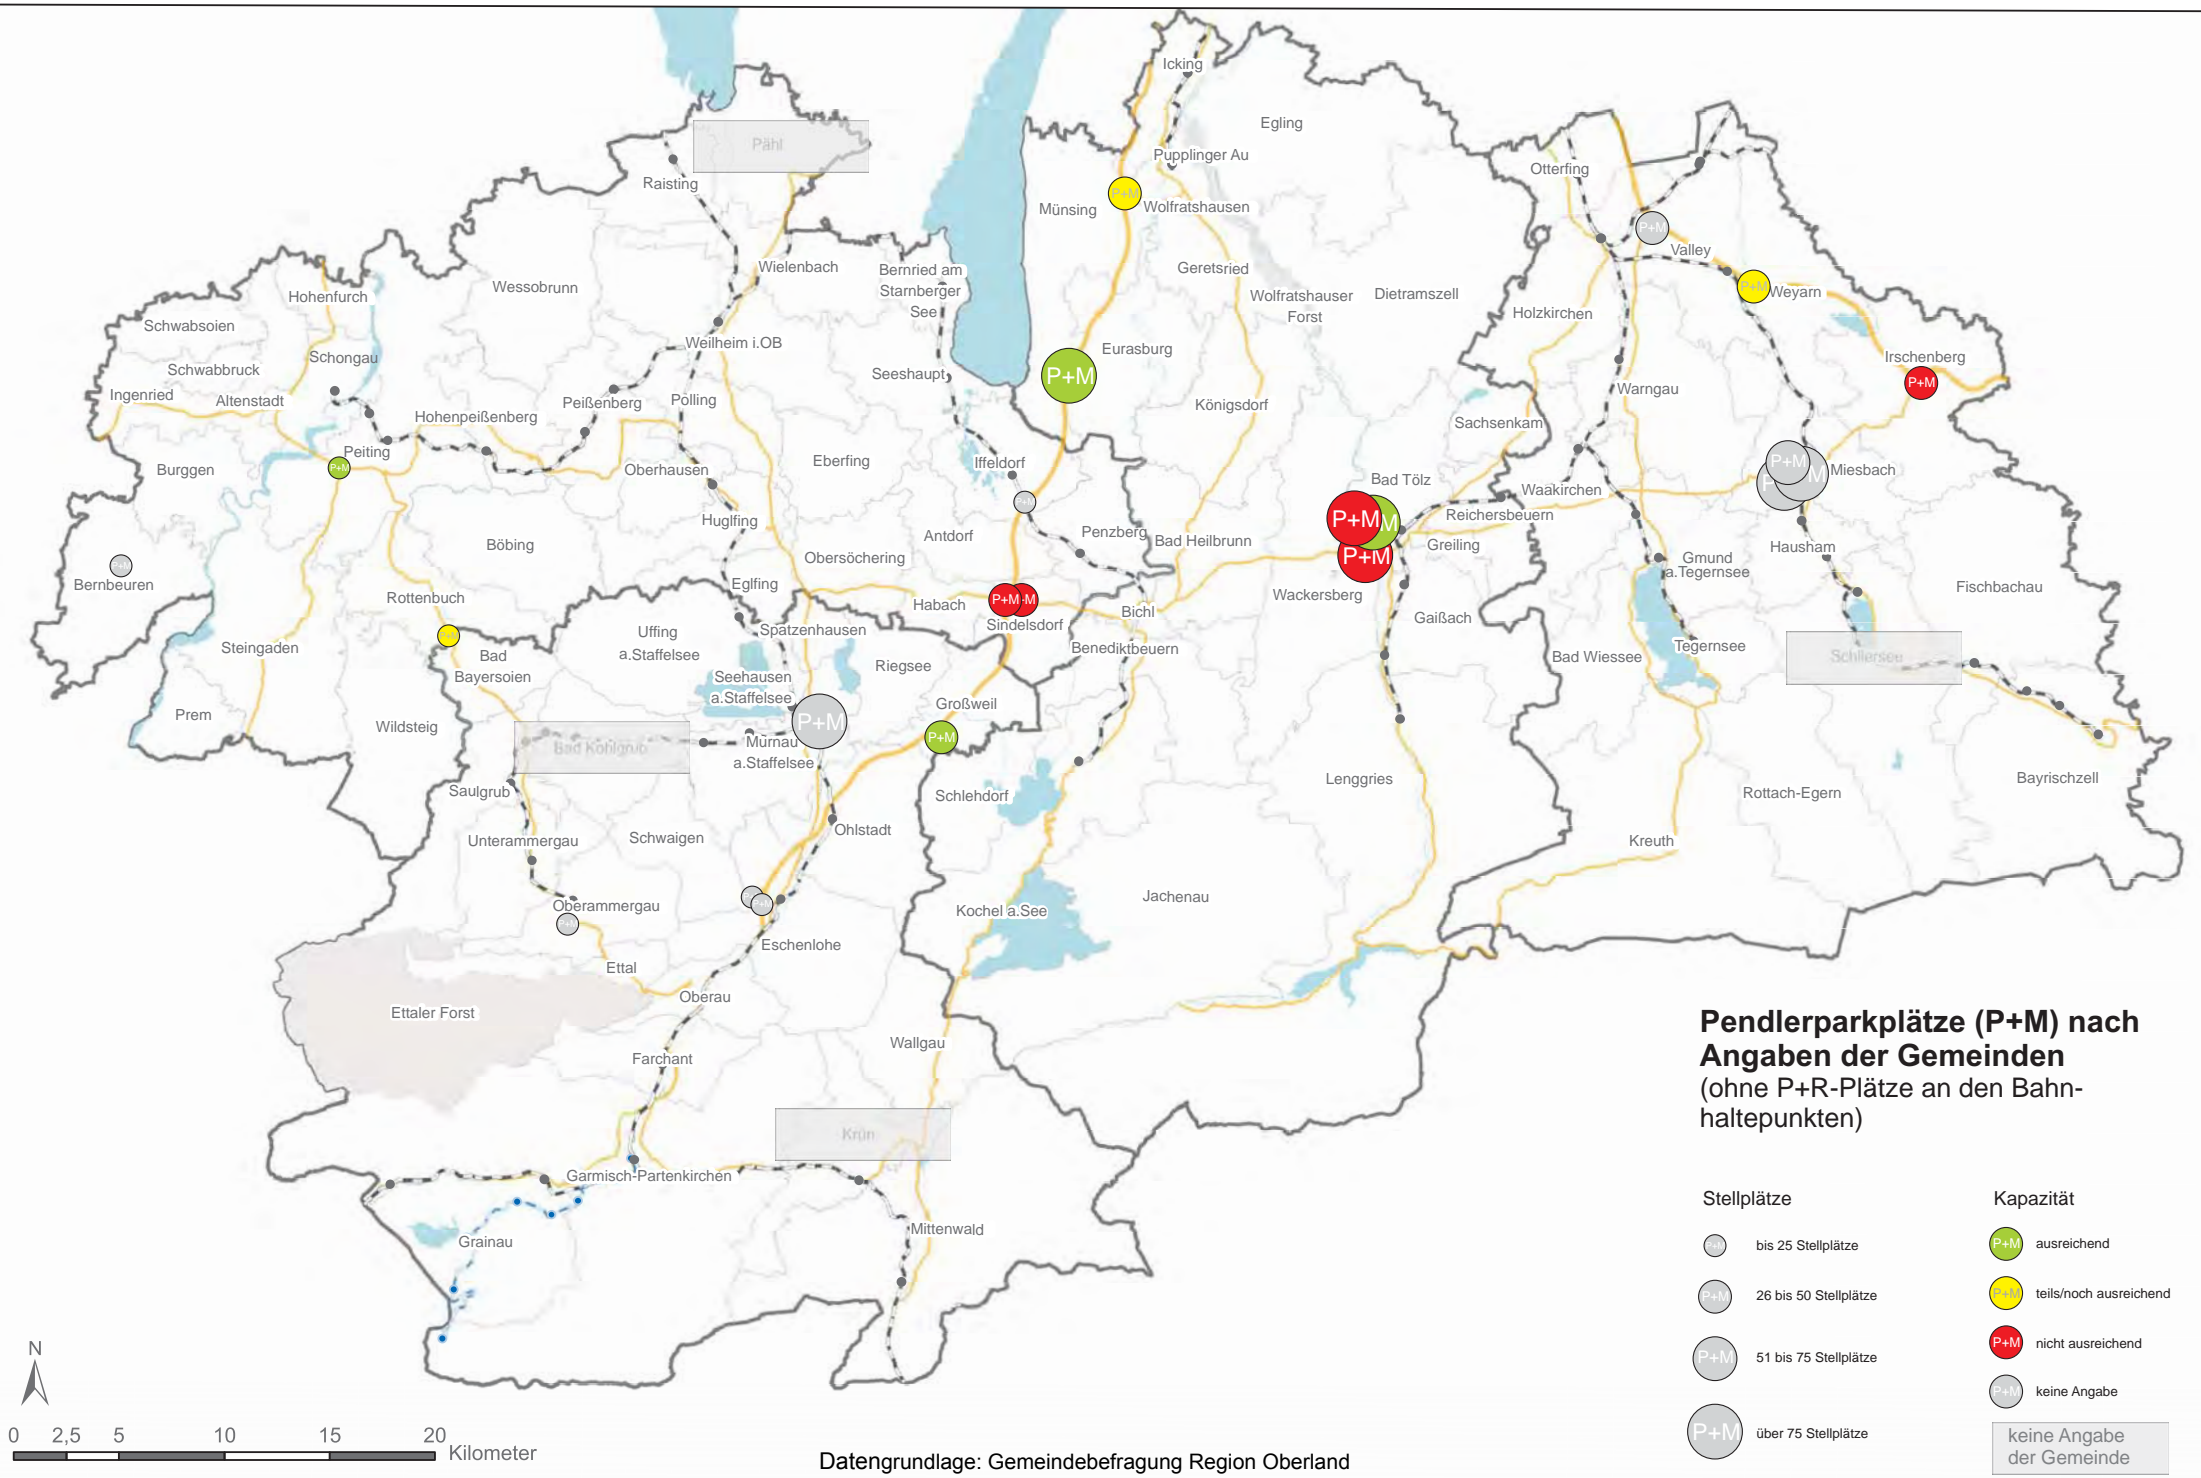 Icking
Egling
Pähl
Pupplinger Au
Otterfing
Raisting
P+M
Münsing
Wolfratshausen
P+M
Valley
Wielenbach
Bernried am
Starnberger
See
Geretsried
Wessobrunn
Hohenfurch
Wolfratshauser
Forst
Dietramszell
P+M
Weyarn
Schwabsoien
Holzkirchen
Weilheim i.OB
Schongau
Eurasburg
Irschenberg
Schwabbruck
Seeshaupt
P+M
P+M
Ingenried
Altenstadt
Hohenpeißenberg
Peißenberg
Polling
Königsdorf
Warngau
Sachsenkam
Peiting
P+M
Burggen
Oberhausen
Eberfing
Iffeldorf
P+M
Bad Tölz
P+M
P
M
Miesbach
Waakirchen
Huglfing
Antdorf
Penzberg
Bad Heilbrunn
P+M
M
Reichersbeuern
Böbing
Obersöchering
P+M
Greiling
Gmund
a.Tegernsee
Hausham
P+M
Bernbeuren
Eglfing
Rottenbuch
Habach
P+M
M
Sindelsdorf
Bichl
Wackersberg
Gaißach
Fischbachau
P+M
Steingaden
Bad
Bayersoien
Uffing
a.Staffelsee
Spatzenhausen
Riegsee
Benediktbeuern
Bad Wiessee
Tegernsee
Schliersee
Seehausen
a.Staffelsee
Prem
Wildsteig
Bad Kohlgrub
P+M
Murnau
a.Staffelsee
Großweil
P+M
Saulgrub
Schlehdorf
Lenggries
Rottach-Egern
Bayrischzell
Unterammergau
Schwaigen
Ohlstadt
Kreuth
Oberammergau
P+M
P+M
Kochel a.See
Jachenau
Eschenlohe
Ettal
Oberau
Ettaler Forst
Wallgau
Farchant
Krün
Garmisch-Partenkirchen
Mittenwald
Grainau
Pendlerparkplätze (P+M) nach
Angaben der Gemeinden
(ohne P+R-Plätze an den Bahn-
haltepunkten)
Stellplätze
P+M bis 25 Stellplätze
P+M 26 bis 50 Stellplätze
P+M 51 bis 75 Stellplätze
P+M über 75 Stellplätze
Kapazität
P+M ausreichend
P+M teils/noch ausreichend
P+M nicht ausreichend
P+M keine Angabe
keine Angabe
der Gemeinde
N
0 2,5 5 10 15 20 Kilometer
Datengrundlage: Gemeindebefragung Region Oberland